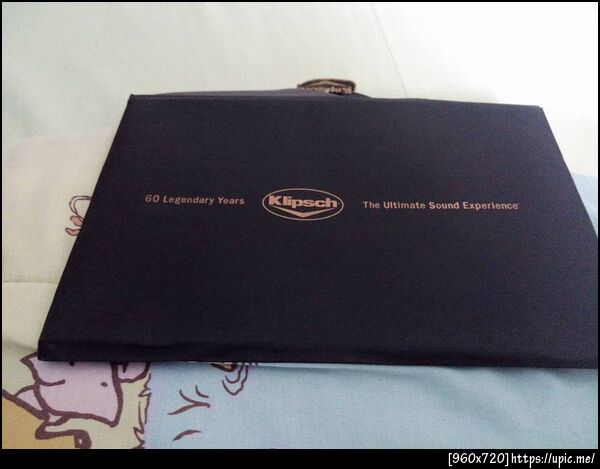 60 Legendary Years
Klipsch
The Ultimate Sound Experience
[960x720]https://upic.me/